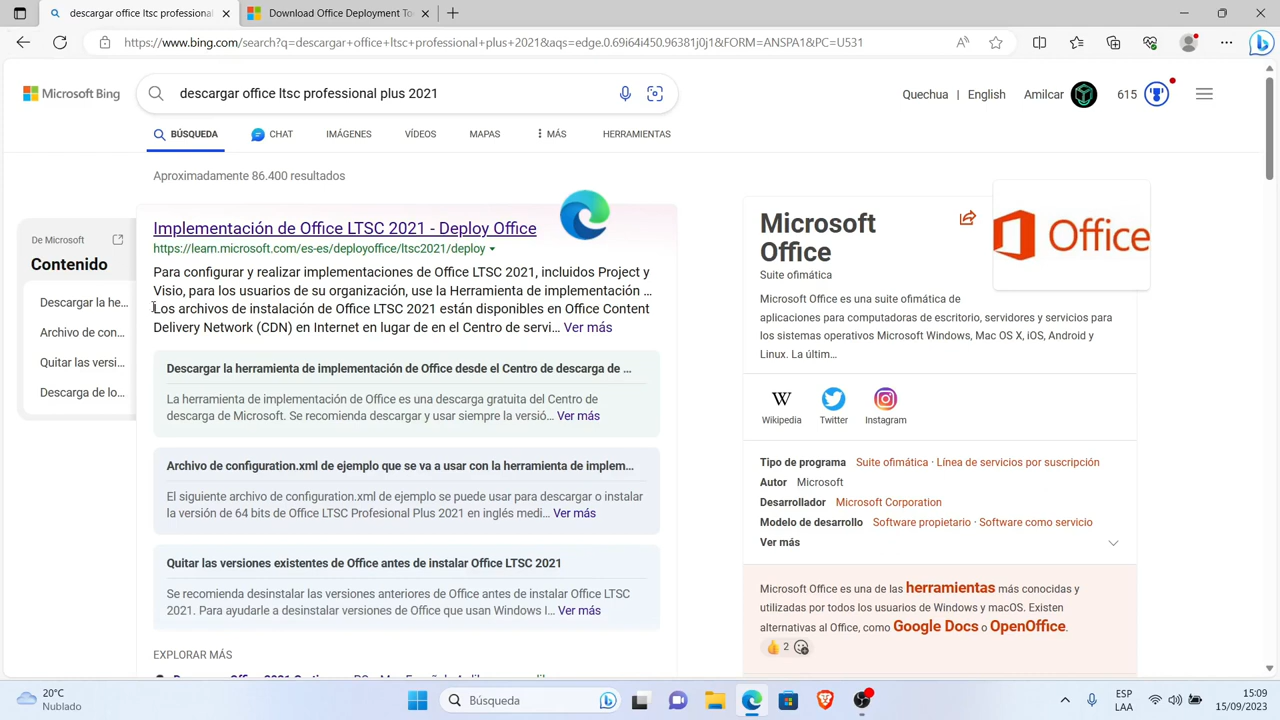 descargar office ltsc professional
Download Office Deployment To
https://www.bing.com/search?q=descargar+office+ltsc+professional+plus+2021&aqs=edge.0.69i64i450.96381j0j1&FORM=ANSPA1&PC=U531
Microsoft Bing
descargar office ltsc professional plus 2021
Quechua | English Amilcar 615
BÚSQUEDA CHAT IMÁGENES VÍDEOS MAPAS MÁS HERRAMIENTAS
Aproximadamente 86.400 resultados
De Microsoft
Contenido
Descargar la he...
Archivo de con...
Quitar las versi...
Descarga de lo...
Implementación de Office LTSC 2021 - Deploy Office
https://learn.microsoft.com/es-es/deployoffice/ltsc2021/deploy
Para configurar y realizar implementaciones de Office LTSC 2021, incluidos Project y
Visio, para los usuarios de su organización, use la Herramienta de implementación ...
Los archivos de instalación de Office LTSC 2021 están disponibles en Office Content
Delivery Network (CDN) en Internet en lugar de en el Centro de servi... Ver más
Descargar la herramienta de implementación de Office desde el Centro de descarga de ...
La herramienta de implementación de Office es una descarga gratuita del Centro de
descarga de Microsoft. Se recomienda descargar y usar siempre la versió... Ver más
Archivo de configuration.xml de ejemplo que se va a usar con la herramienta de implem...
El siguiente archivo de configuration.xml de ejemplo se puede usar para descargar o instalar
la versión de 64 bits de Office LTSC Profesional Plus 2021 en inglés medi... Ver más
Quitar las versiones existentes de Office antes de instalar Office LTSC 2021
Se recomienda desinstalar las versiones anteriores de Office antes de instalar Office LTSC
2021. Para ayudarle a desinstalar versiones de Office que usan Windows I... Ver más
EXPLORAR MÁS
Microsoft
Office
Suite ofimática
Office
Microsoft Office es una suite ofimática de
aplicaciones para computadoras de escritorio, servidores y servicios para
los sistemas operativos Microsoft Windows, Mac OS X, iOS, Android y
Linux. La últim...
W
Wikipedia Twitter Instagram
Tipo de programa Suite ofimática · Línea de servicios por suscripción
Autor Microsoft
Desarrollador Microsoft Corporation
Modelo de desarrollo Software propietario · Software como servicio
Ver más
Microsoft Office es una de las herramientas más conocidas y
utilizadas por todos los usuarios de Windows y macOS. Existen
alternativas al Office, como Google Docs o OpenOffice.
2
20°C
Nublado
Búsqueda
ESP
LAA
15:09
15/09/2023